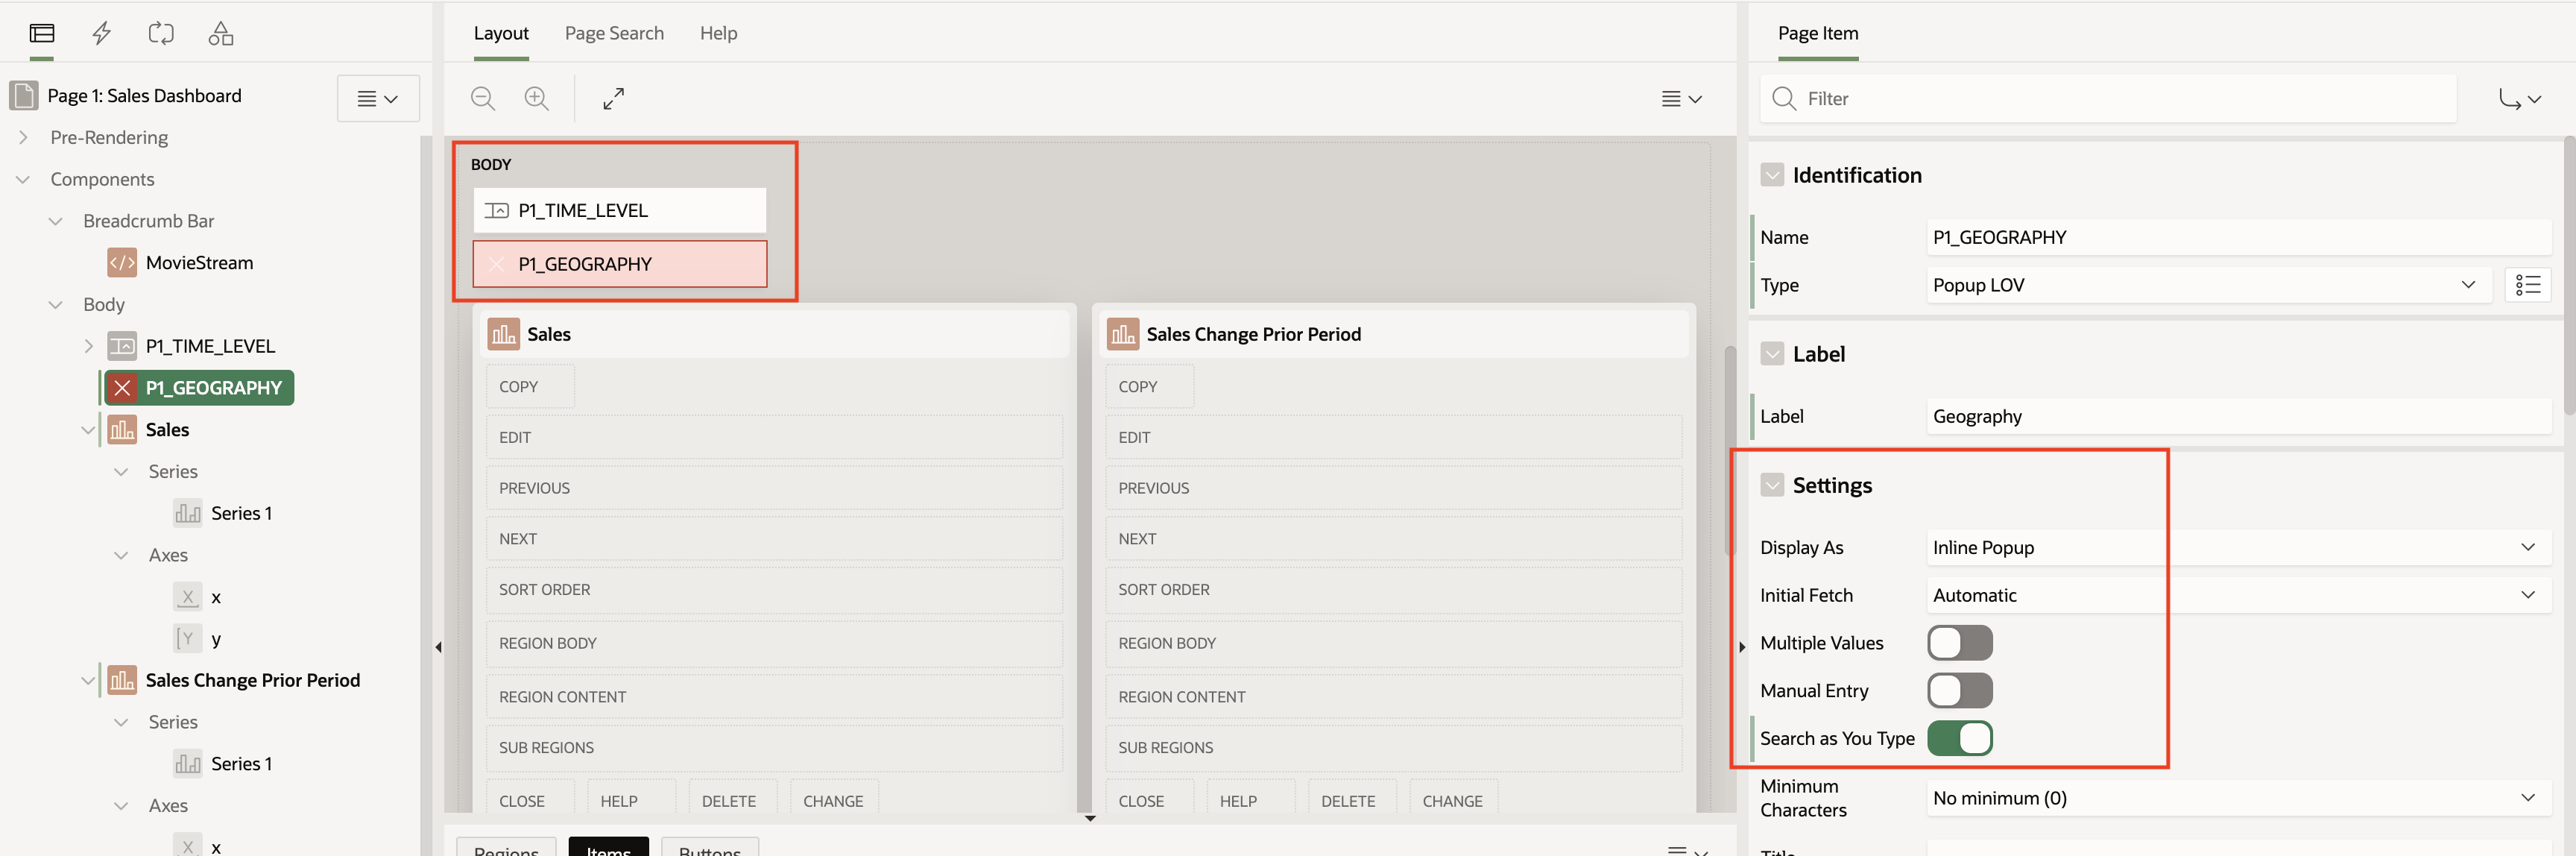 Page 1: Sales Dashboard
Pre-Rendering
Components
Breadcrumb Bar
MovieStream
Body
P1_TIME_LEVEL
P1_GEOGRAPHY
Sales
Series
Series 1
Axes
x
y
Sales Change Prior Period
Series
Series 1
Axes
x
Layout Page Search Help
BODY
P1_TIME_LEVEL
P1_GEOGRAPHY
Sales
COPY
EDIT
PREVIOUS
NEXT
SORT ORDER
REGION BODY
REGION CONTENT
SUB REGIONS
CLOSE HELP DELETE CHANGE
Sales Change Prior Period
COPY
EDIT
PREVIOUS
NEXT
SORT ORDER
REGION BODY
REGION CONTENT
SUB REGIONS
CLOSE HELP DELETE CHANGE
Regions Items Buttons
Page Item
Filter
Identification
Name P1_GEOGRAPHY
Type Popup LOV
Label
Label Geography
Settings
Display As Inline Popup
Initial Fetch Automatic
Multiple Values
Manual Entry
Search as You Type
Minimum
Characters No minimum (0)
Title